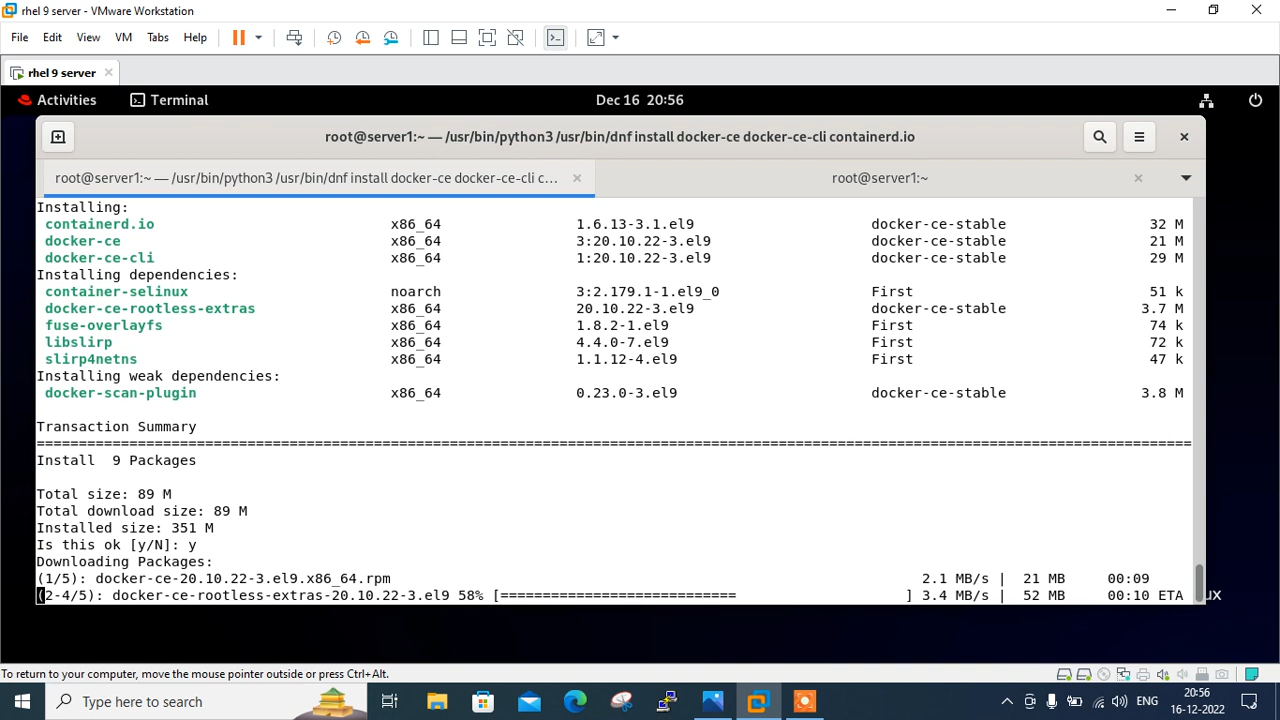 rhel 9 server - VMware Workstation
File Edit View VM Tabs Help
rhel 9 server
Activities Terminal Dec 16 20:56
root@server1:~ — /usr/bin/python3 /usr/bin/dnf install docker-ce docker-ce-cli containerd.io
root@server1:~ — /usr/bin/python3 /usr/bin/dnf install docker-ce docker-ce-cli c… root@server1:~
Installing:
containerd.io x86_64 1.6.13-3.1.el9 docker-ce-stable 32 M
docker-ce x86_64 3:20.10.22-3.el9 docker-ce-stable 21 M
docker-ce-cli x86_64 1:20.10.22-3.el9 docker-ce-stable 29 M
Installing dependencies:
container-selinux noarch 3:2.179.1-1.el9_0 First 51 k
docker-ce-rootless-extras x86_64 20.10.22-3.el9 docker-ce-stable 3.7 M
fuse-overlayfs x86_64 1.8.2-1.el9 First 74 k
libslirp x86_64 4.4.0-7.el9 First 72 k
slirp4netns x86_64 1.1.12-4.el9 First 47 k
Installing weak dependencies:
docker-scan-plugin x86_64 0.23.0-3.el9 docker-ce-stable 3.8 M
Transaction Summary
================================================================================
Install 9 Packages
Total size: 89 M
Total download size: 89 M
Installed size: 351 M
Is this ok [y/N]: y
Downloading Packages:
(1/5): docker-ce-20.10.22-3.el9.x86_64.rpm 2.1 MB/s | 21 MB 00:09
(2-4/5): docker-ce-rootless-extras-20.10.22-3.el9 58% [============================ ] 3.4 MB/s | 52 MB 00:10 ETA
ux
To return to your computer, move the mouse pointer outside or press Ctrl+Alt.
Type here to search
ENG
20:56
16-12-2022